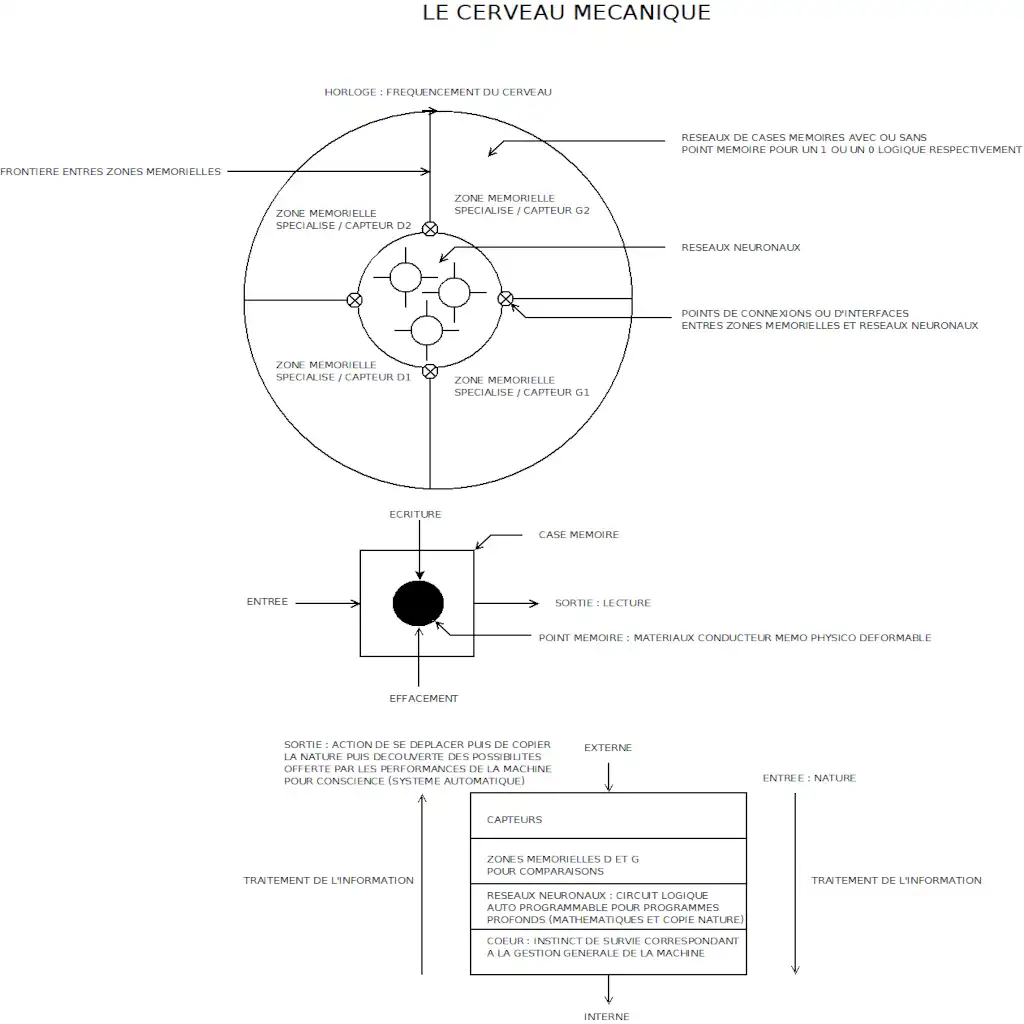 LE CERVEAU MECANIQUE
HORLOGE : FREQUENCEMENT DU CERVEAU
RESEAUX DE CASES MEMOIRES AVEC OU SANS
POINT MEMOIRE POUR UN 1 OU UN 0 LOGIQUE RESPECTIVEMENT
FRONTIERE ENTRES ZONES MEMORIELLES
ZONE MEMORIELLE
SPECIALISE / CAPTEUR D2
ZONE MEMORIELLE
SPECIALISE / CAPTEUR G2
RESEAUX NEURONAUX
POINTS DE CONNEXIONS OU D'INTERFACES
ENTRES ZONES MEMORIELLES ET RESEAUX NEURONAUX
ZONE MEMORIELLE
SPECIALISE / CAPTEUR D1
ZONE MEMORIELLE
SPECIALISE / CAPTEUR G1
ECRITURE
CASE MEMOIRE
ENTREE
SORTIE : LECTURE
POINT MEMOIRE : MATERIAUX CONDUCTEUR MEMO PHYSICO DEFORMABLE
EFFACEMENT
SORTIE : ACTION DE SE DEPLACER PUIS DE COPIER
LA NATURE PUIS DECOUVERTE DES POSSIBILITES
OFFERTE PAR LES PERFORMANCES DE LA MACHINE
POUR CONSCIENCE (SYSTEME AUTOMATIQUE)
EXTERNE
ENTREE : NATURE
CAPTEURS
ZONES MEMORIELLES D ET G
POUR COMPARAISONS
TRAITEMENT DE L'INFORMATION
TRAITEMENT DE L'INFORMATION
RESEAUX NEURONAUX : CIRCUIT LOGIQUE
AUTO PROGRAMMABLE POUR PROGRAMMES
PROFONDS (MATHEMATIQUES ET COPIE NATURE)
COEUR : INSTINCT DE SURVIE CORRESPONDANT
A LA GESTION GENERALE DE LA MACHINE
INTERNE